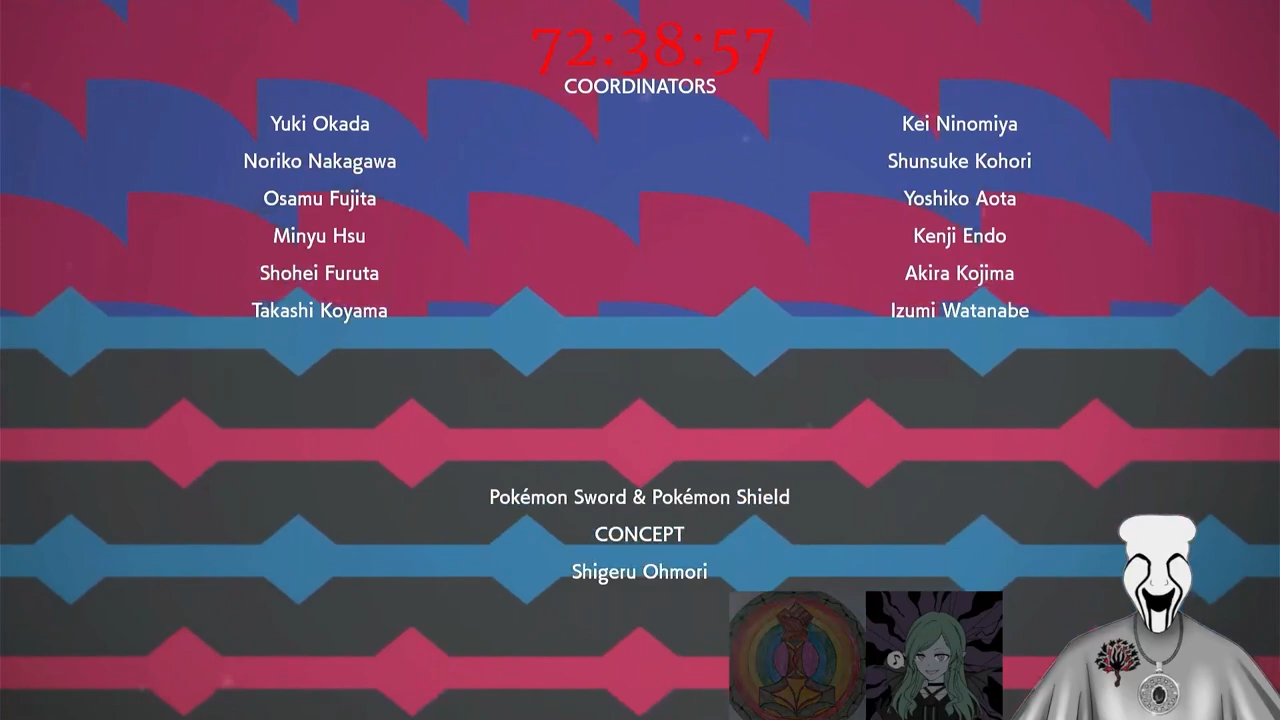 72:38:57
COORDINATORS
Yuki Okada Kei Ninomiya
Noriko Nakagawa Shunsuke Kohori
Osamu Fujita Yoshiko Aota
Minyu Hsu Kenji Endo
Shohei Furuta Akira Kojima
Takashi Koyama Izumi Watanabe
Pokémon Sword & Pokémon Shield
CONCEPT
Shigeru Ohmori